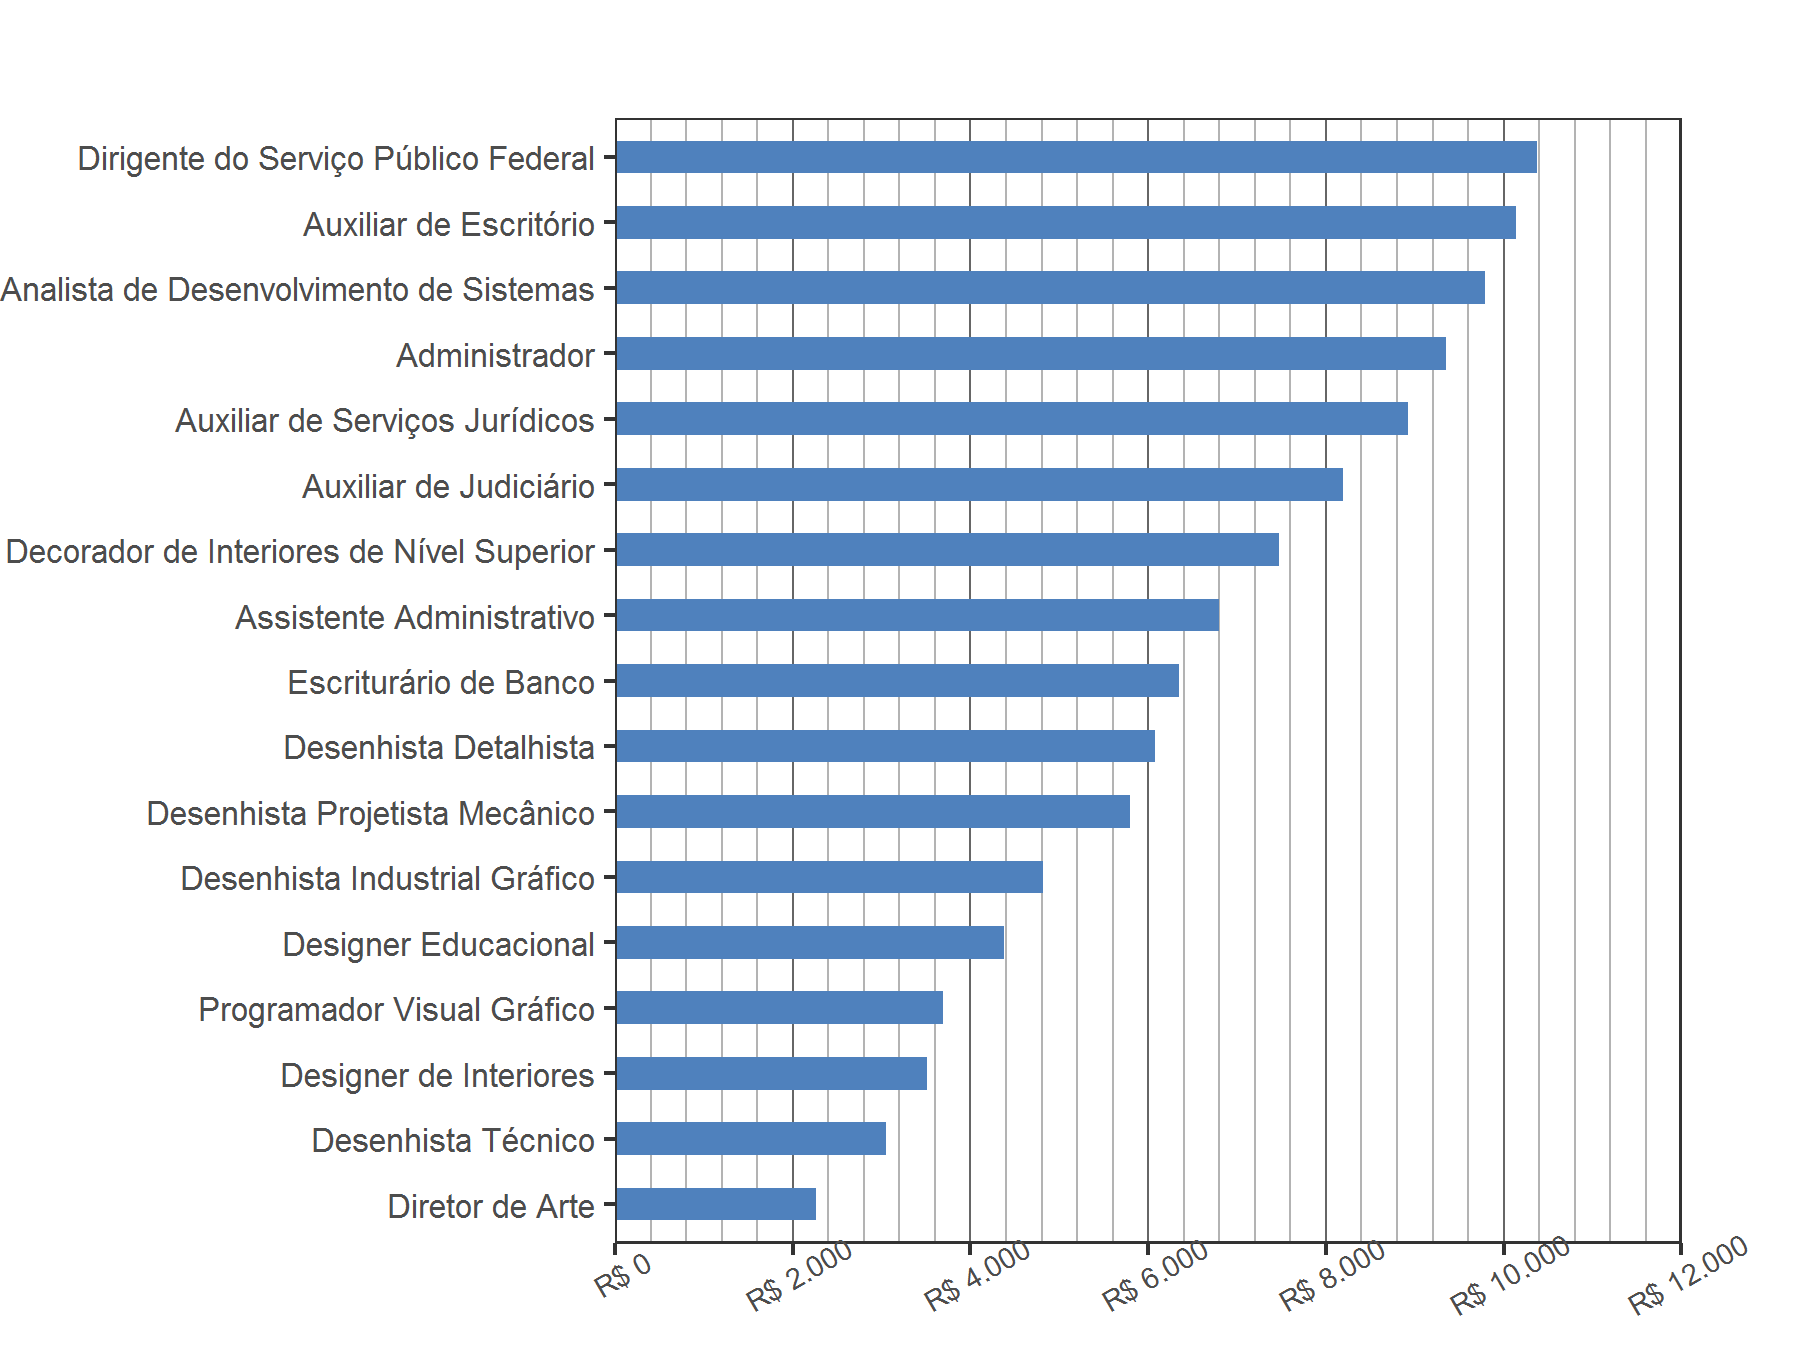 Dirigente do Serviço Público Federal
Auxiliar de Escritório
Analista de Desenvolvimento de Sistemas
Administrador
Auxiliar de Serviços Jurídicos
Auxiliar de Judiciário
Decorador de Interiores de Nível Superior
Assistente Administrativo
Escriturário de Banco
Desenhista Detalhista
Desenhista Projetista Mecânico
Desenhista Industrial Gráfico
Designer Educacional
Programador Visual Gráfico
Designer de Interiores
Desenhista Técnico
Diretor de Arte
R$ 0
R$ 2.000
R$ 4.000
R$ 6.000
R$ 8.000
R$ 10.000
R$ 12.000